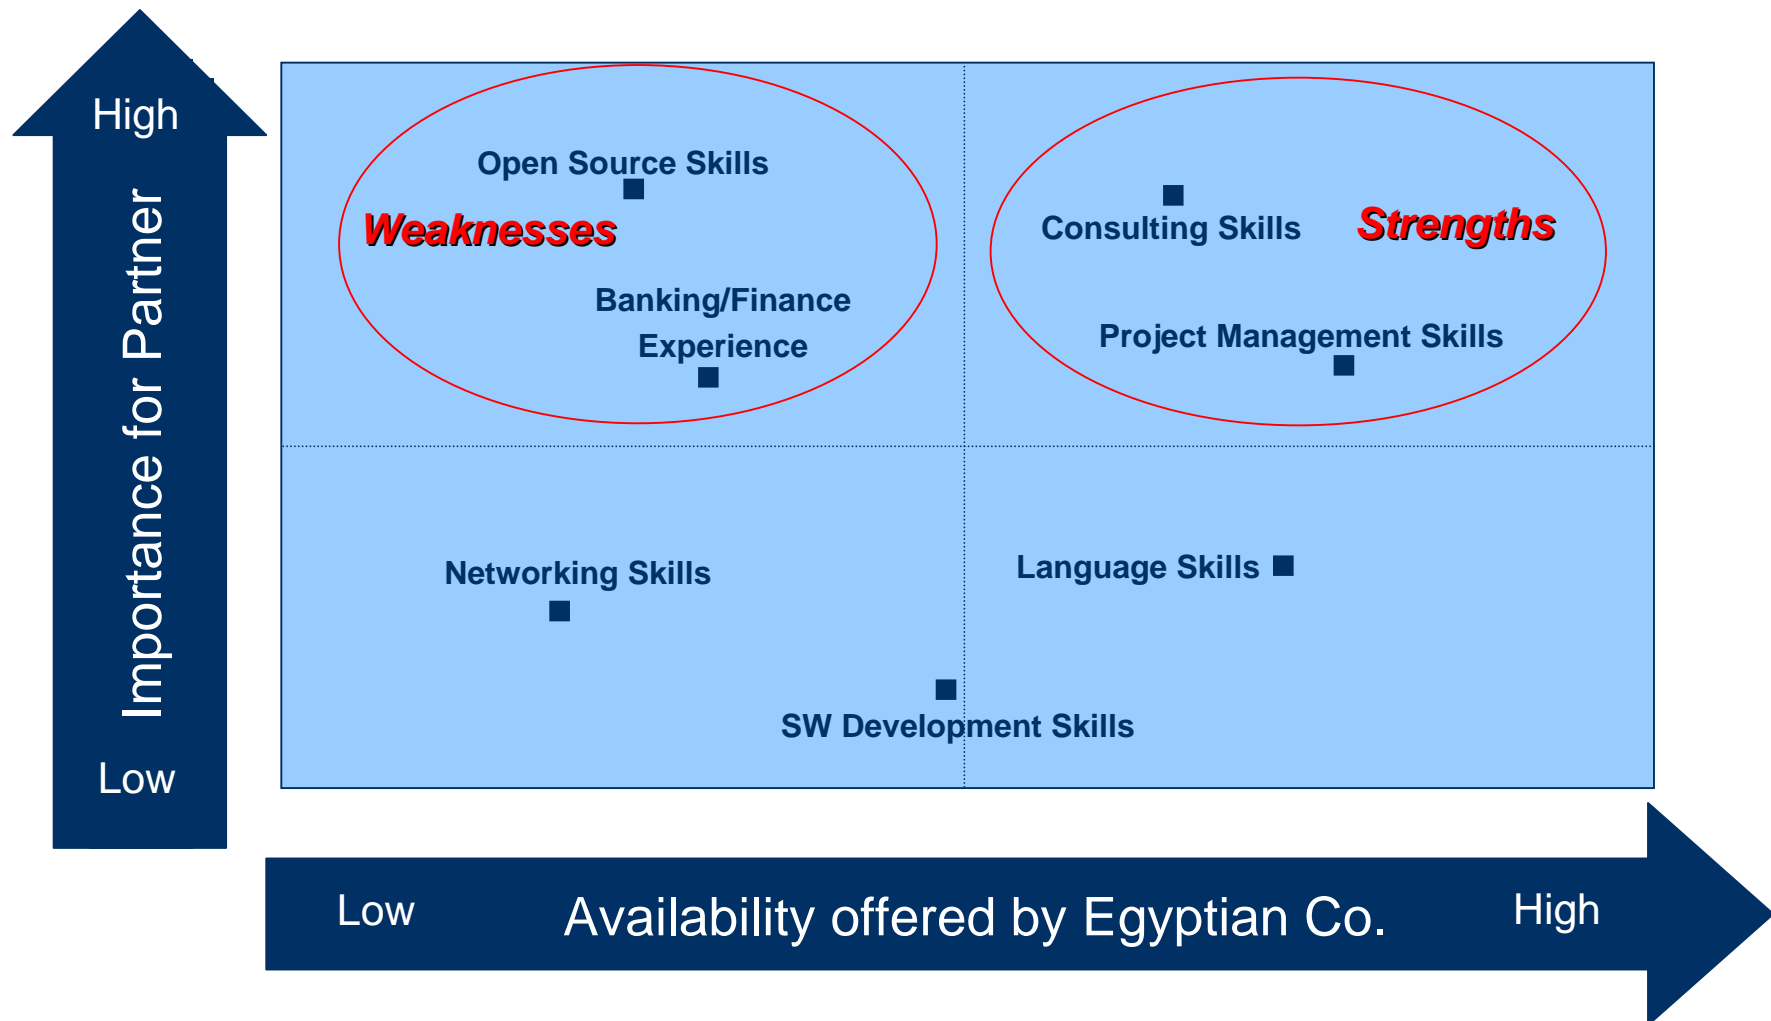 High
Importance for Partner
Low
Open Source Skills
Weaknesses
Banking/Finance
Experience
Consulting Skills
Strengths
Project Management Skills
Networking Skills
Language Skills
SW Development Skills
Low
Availability offered by Egyptian Co.
High